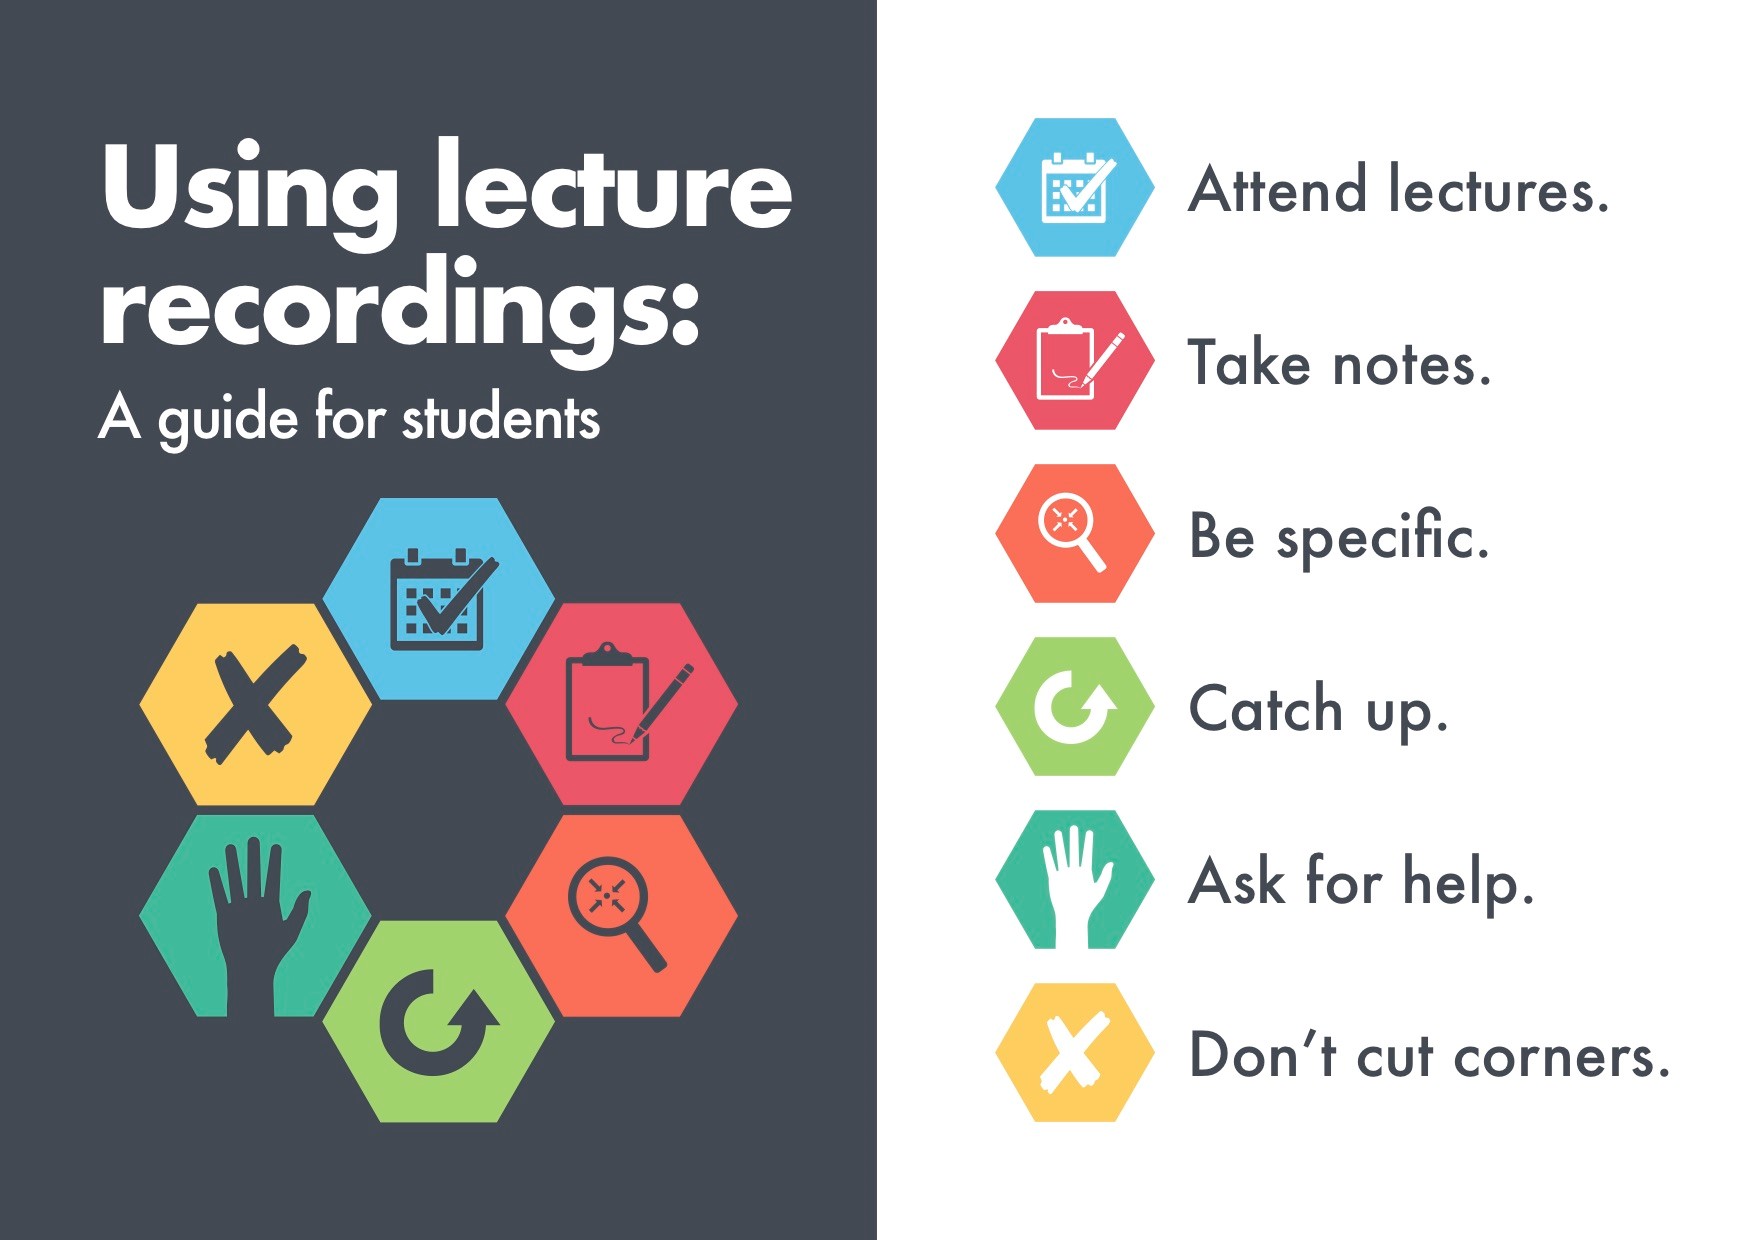 Using lecture
recordings:
A guide for students
Attend lectures.
Take notes.
Be specific.
Catch up.
Ask for help.
Don’t cut corners.